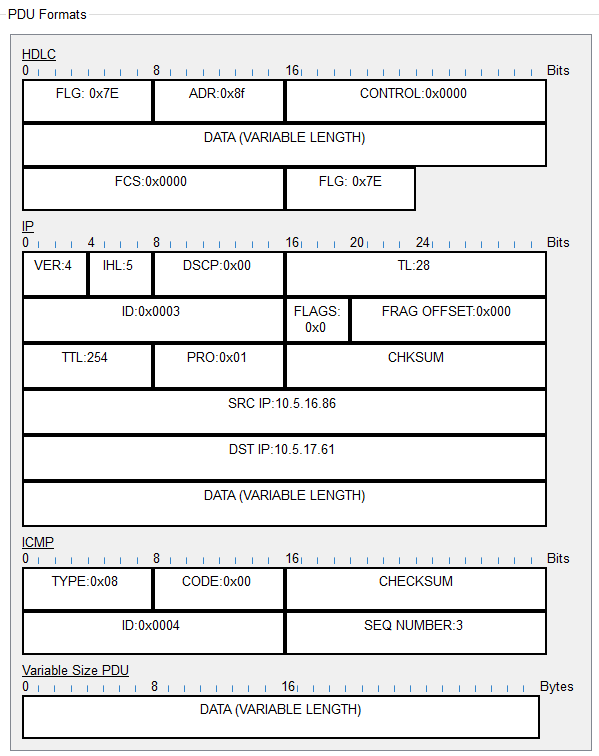 PDU Formats
HDLC
0 8 16 Bits
FLG: 0x7E ADR:0x8f CONTROL:0x0000
DATA (VARIABLE LENGTH)
FCS:0x0000 FLG: 0x7E
IP
0 4 8 16 20 24 Bits
VER:4 IHL:5 DSCP:0x00 TL:28
ID:0x0003 FLAGS: 0x0 FRAG OFFSET:0x000
TTL:254 PRO:0x01 CHKSUM
SRC IP:10.5.16.86
DST IP:10.5.17.61
DATA (VARIABLE LENGTH)
ICMP
0 8 16 Bits
TYPE:0x08 CODE:0x00 CHECKSUM
ID:0x0004 SEQ NUMBER:3
Variable Size PDU
0 8 16 Bytes
DATA (VARIABLE LENGTH)